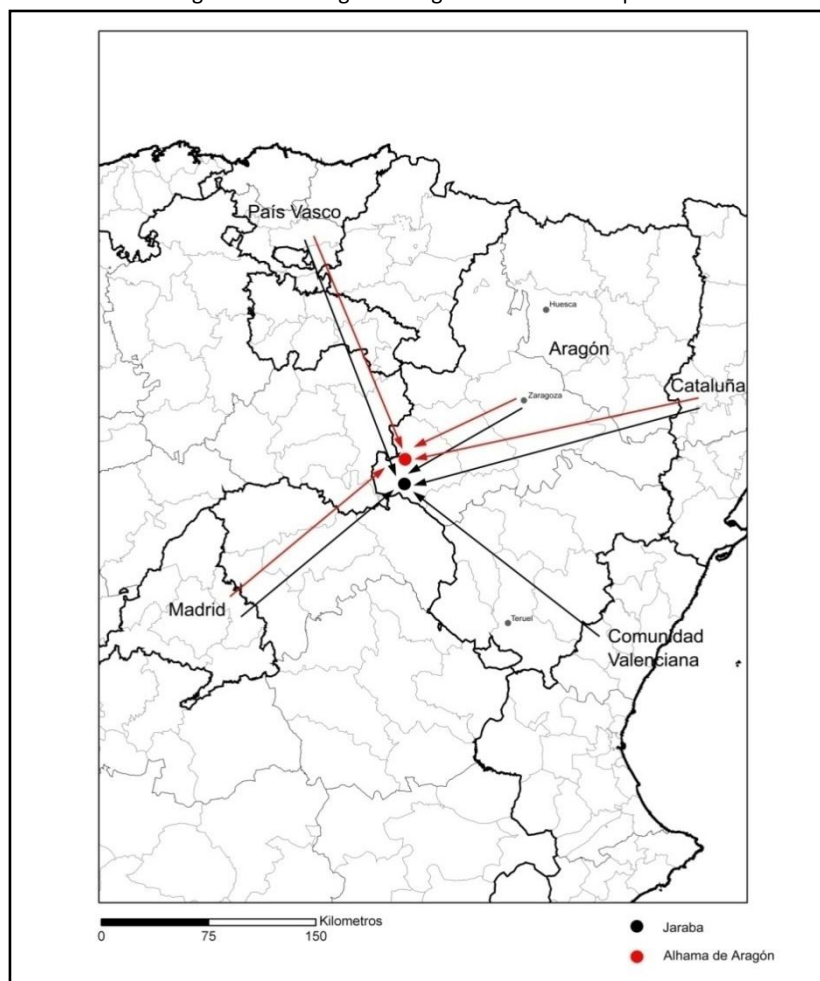 País Vasco
Huesca
Aragón
Cataluña
Zaragoza
Madrid
Teruel
Comunidad
Valenciana
Kilometros
0 75 150
Jaraba
Alhama de Aragón